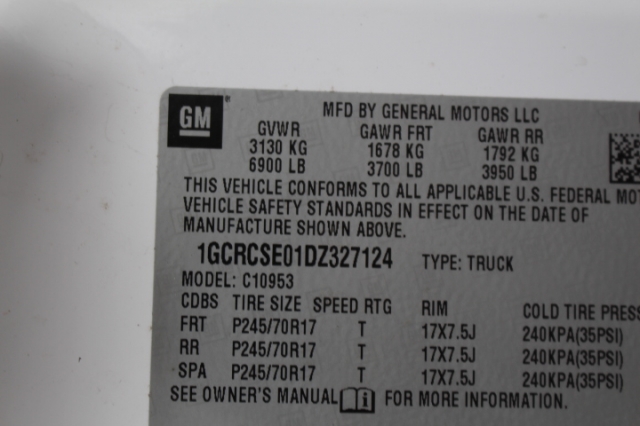 GM ® MFD BY GENERAL MOTORS LLC
GVWR GAWR FRT GAWR RR
3130 KG 1678 KG 1792 KG
6900 LB 3700 LB 3950 LB
THIS VEHICLE CONFORMS TO ALL APPLICABLE U.S. FEDERAL MOT
VEHICLE SAFETY STANDARDS IN EFFECT ON THE DATE OF
MANUFACTURE SHOWN ABOVE.
1GCRCSE01DZ327124 TYPE: TRUCK
MODEL: C10953
CDBS TIRE SIZE SPEED RTG RIM COLD TIRE PRESS
FRT P245/70R17 T 17X7.5J 240KPA(35PSI)
RR P245/70R17 T 17X7.5J 240KPA(35PSI)
SPA P245/70R17 T 17X7.5J 240KPA(35PSI)
SEE OWNER'S MANUAL FOR MORE INFORMATION.